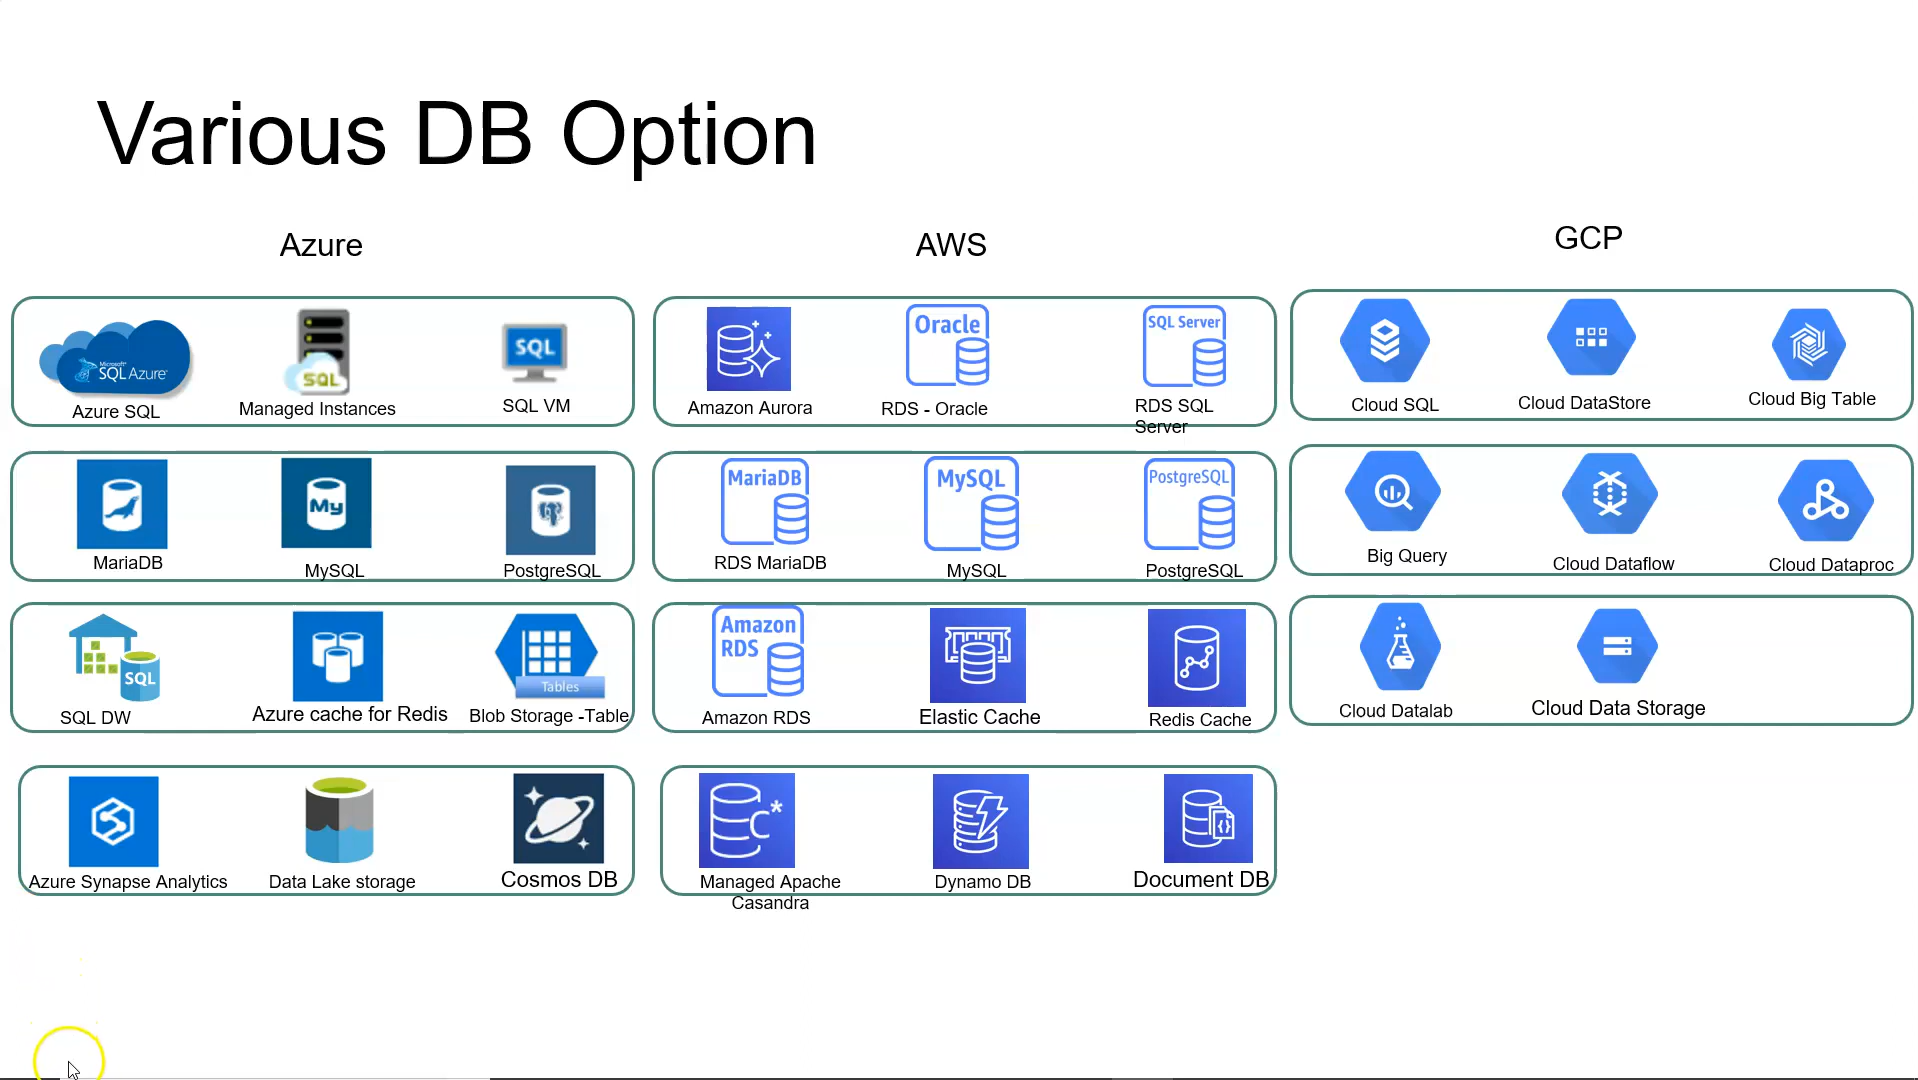 Various DB Option
Azure
AWS
GCP
Microsoft
SQL Azure
Azure SQL
SQL
Managed Instances
SQL
SQL VM
Amazon Aurora
Oracle
RDS - Oracle
SQL Server
RDS SQL
Server
Cloud SQL
Cloud DataStore
Cloud Big Table
MariaDB
My
MySQL
PostgreSQL
MariaDB
RDS MariaDB
MySQL
MySQL
PostgreSQL
PostgreSQL
Big Query
Cloud Dataflow
Cloud Dataproc
SQL
SQL DW
Azure cache for Redis
Tables
Blob Storage -Table
Amazon
RDS
Amazon RDS
Elastic Cache
Redis Cache
Cloud Datalab
Cloud Data Storage
Azure Synapse Analytics
Data Lake storage
Cosmos DB
C*
Managed Apache
Casandra
Dynamo DB
Document DB